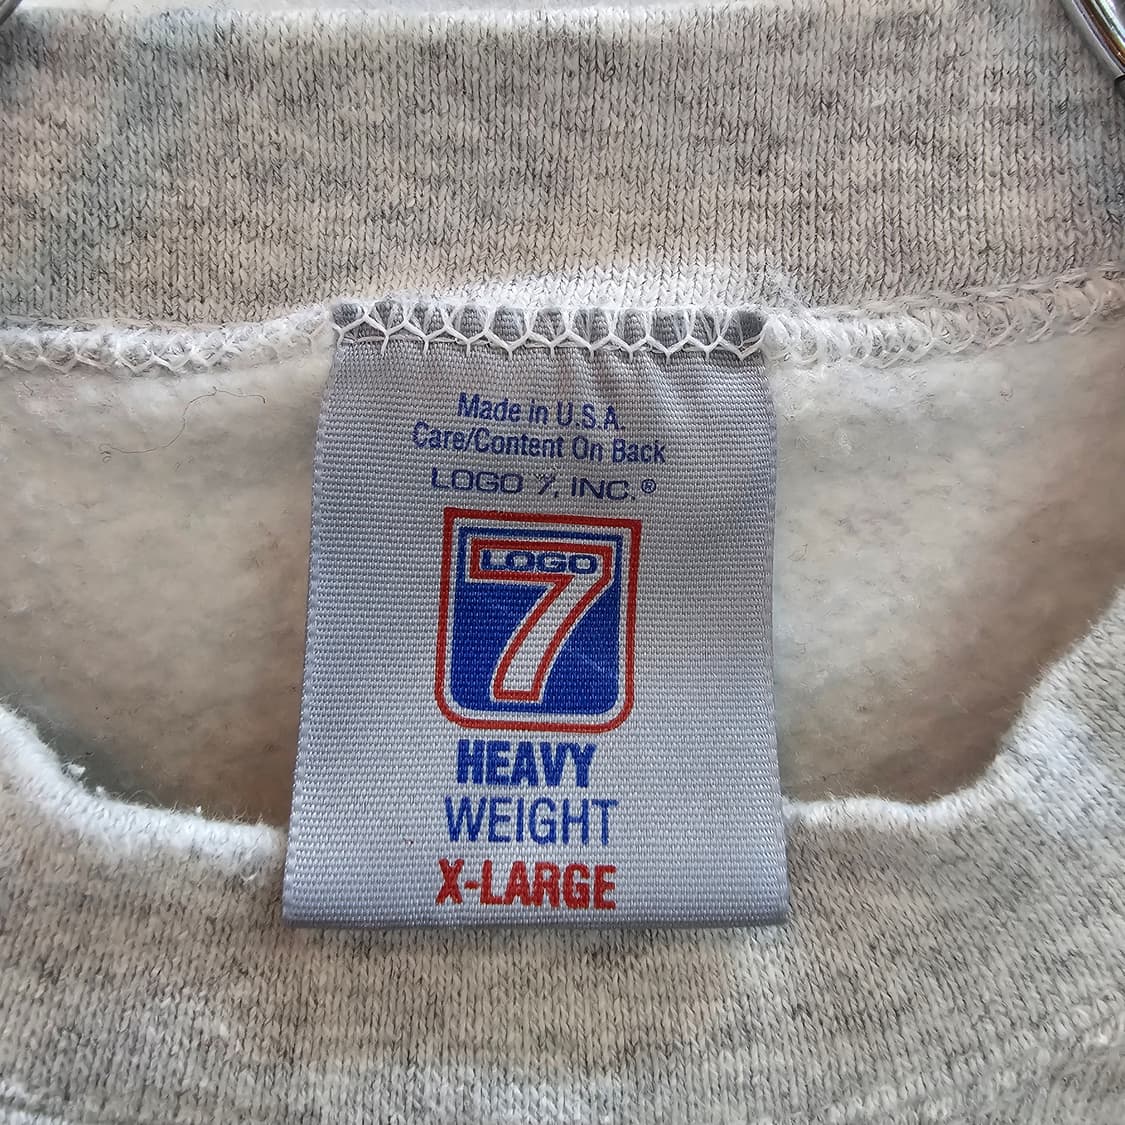 Made in U.S.A.
Care/Content On Back
LOGO 7, INC.®
LOGO
7
HEAVY
WEIGHT
X-LARGE